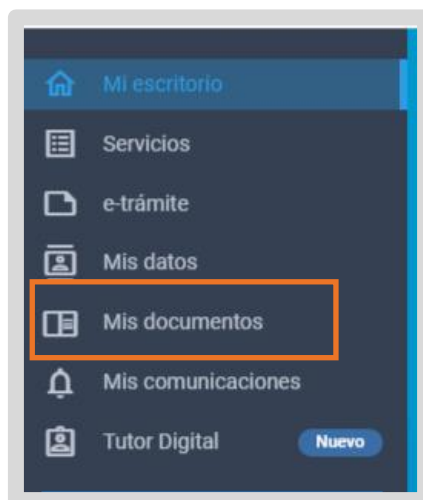 Mi escritorio
Servicios
e-trámite
Mis datos
Mis documentos
Mis comunicaciones
Tutor Digital Nuevo